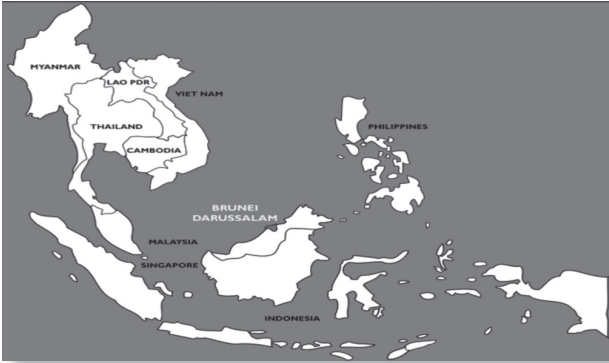 MYANMAR
LAO PDR
VIET NAM
THAILAND
CAMBODIA
PHILIPPINES
BRUNEI
DARUSSALAM
MALAYSIA
SINGAPORE
INDONESIA